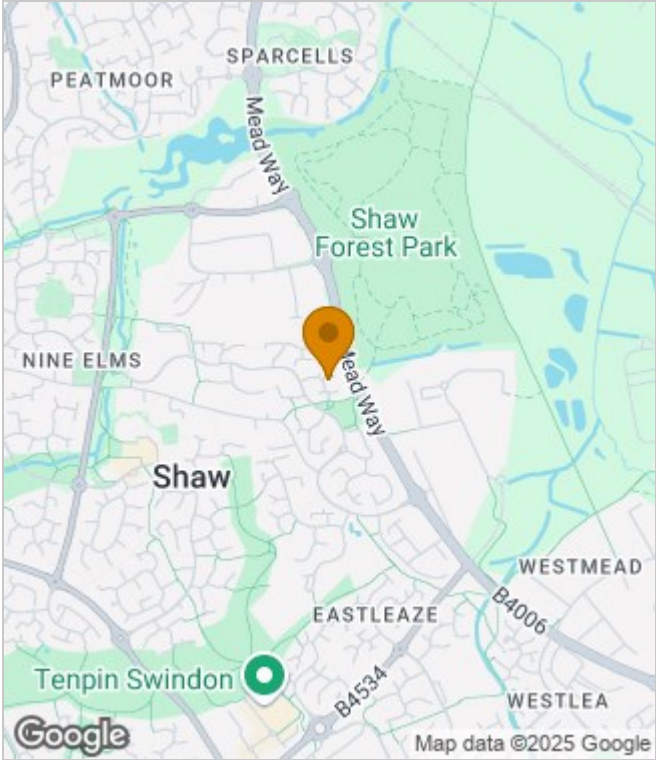 SPARCELLS
PEATMOOR
Mead Way
Shaw
Forest Park
NINE ELMS
Mead Way
Shaw
WESTMEAD
B4006
EASTLEAZE
Tenpin Swindon
B4534
WESTLEA
Google
Map data ©2025 Google